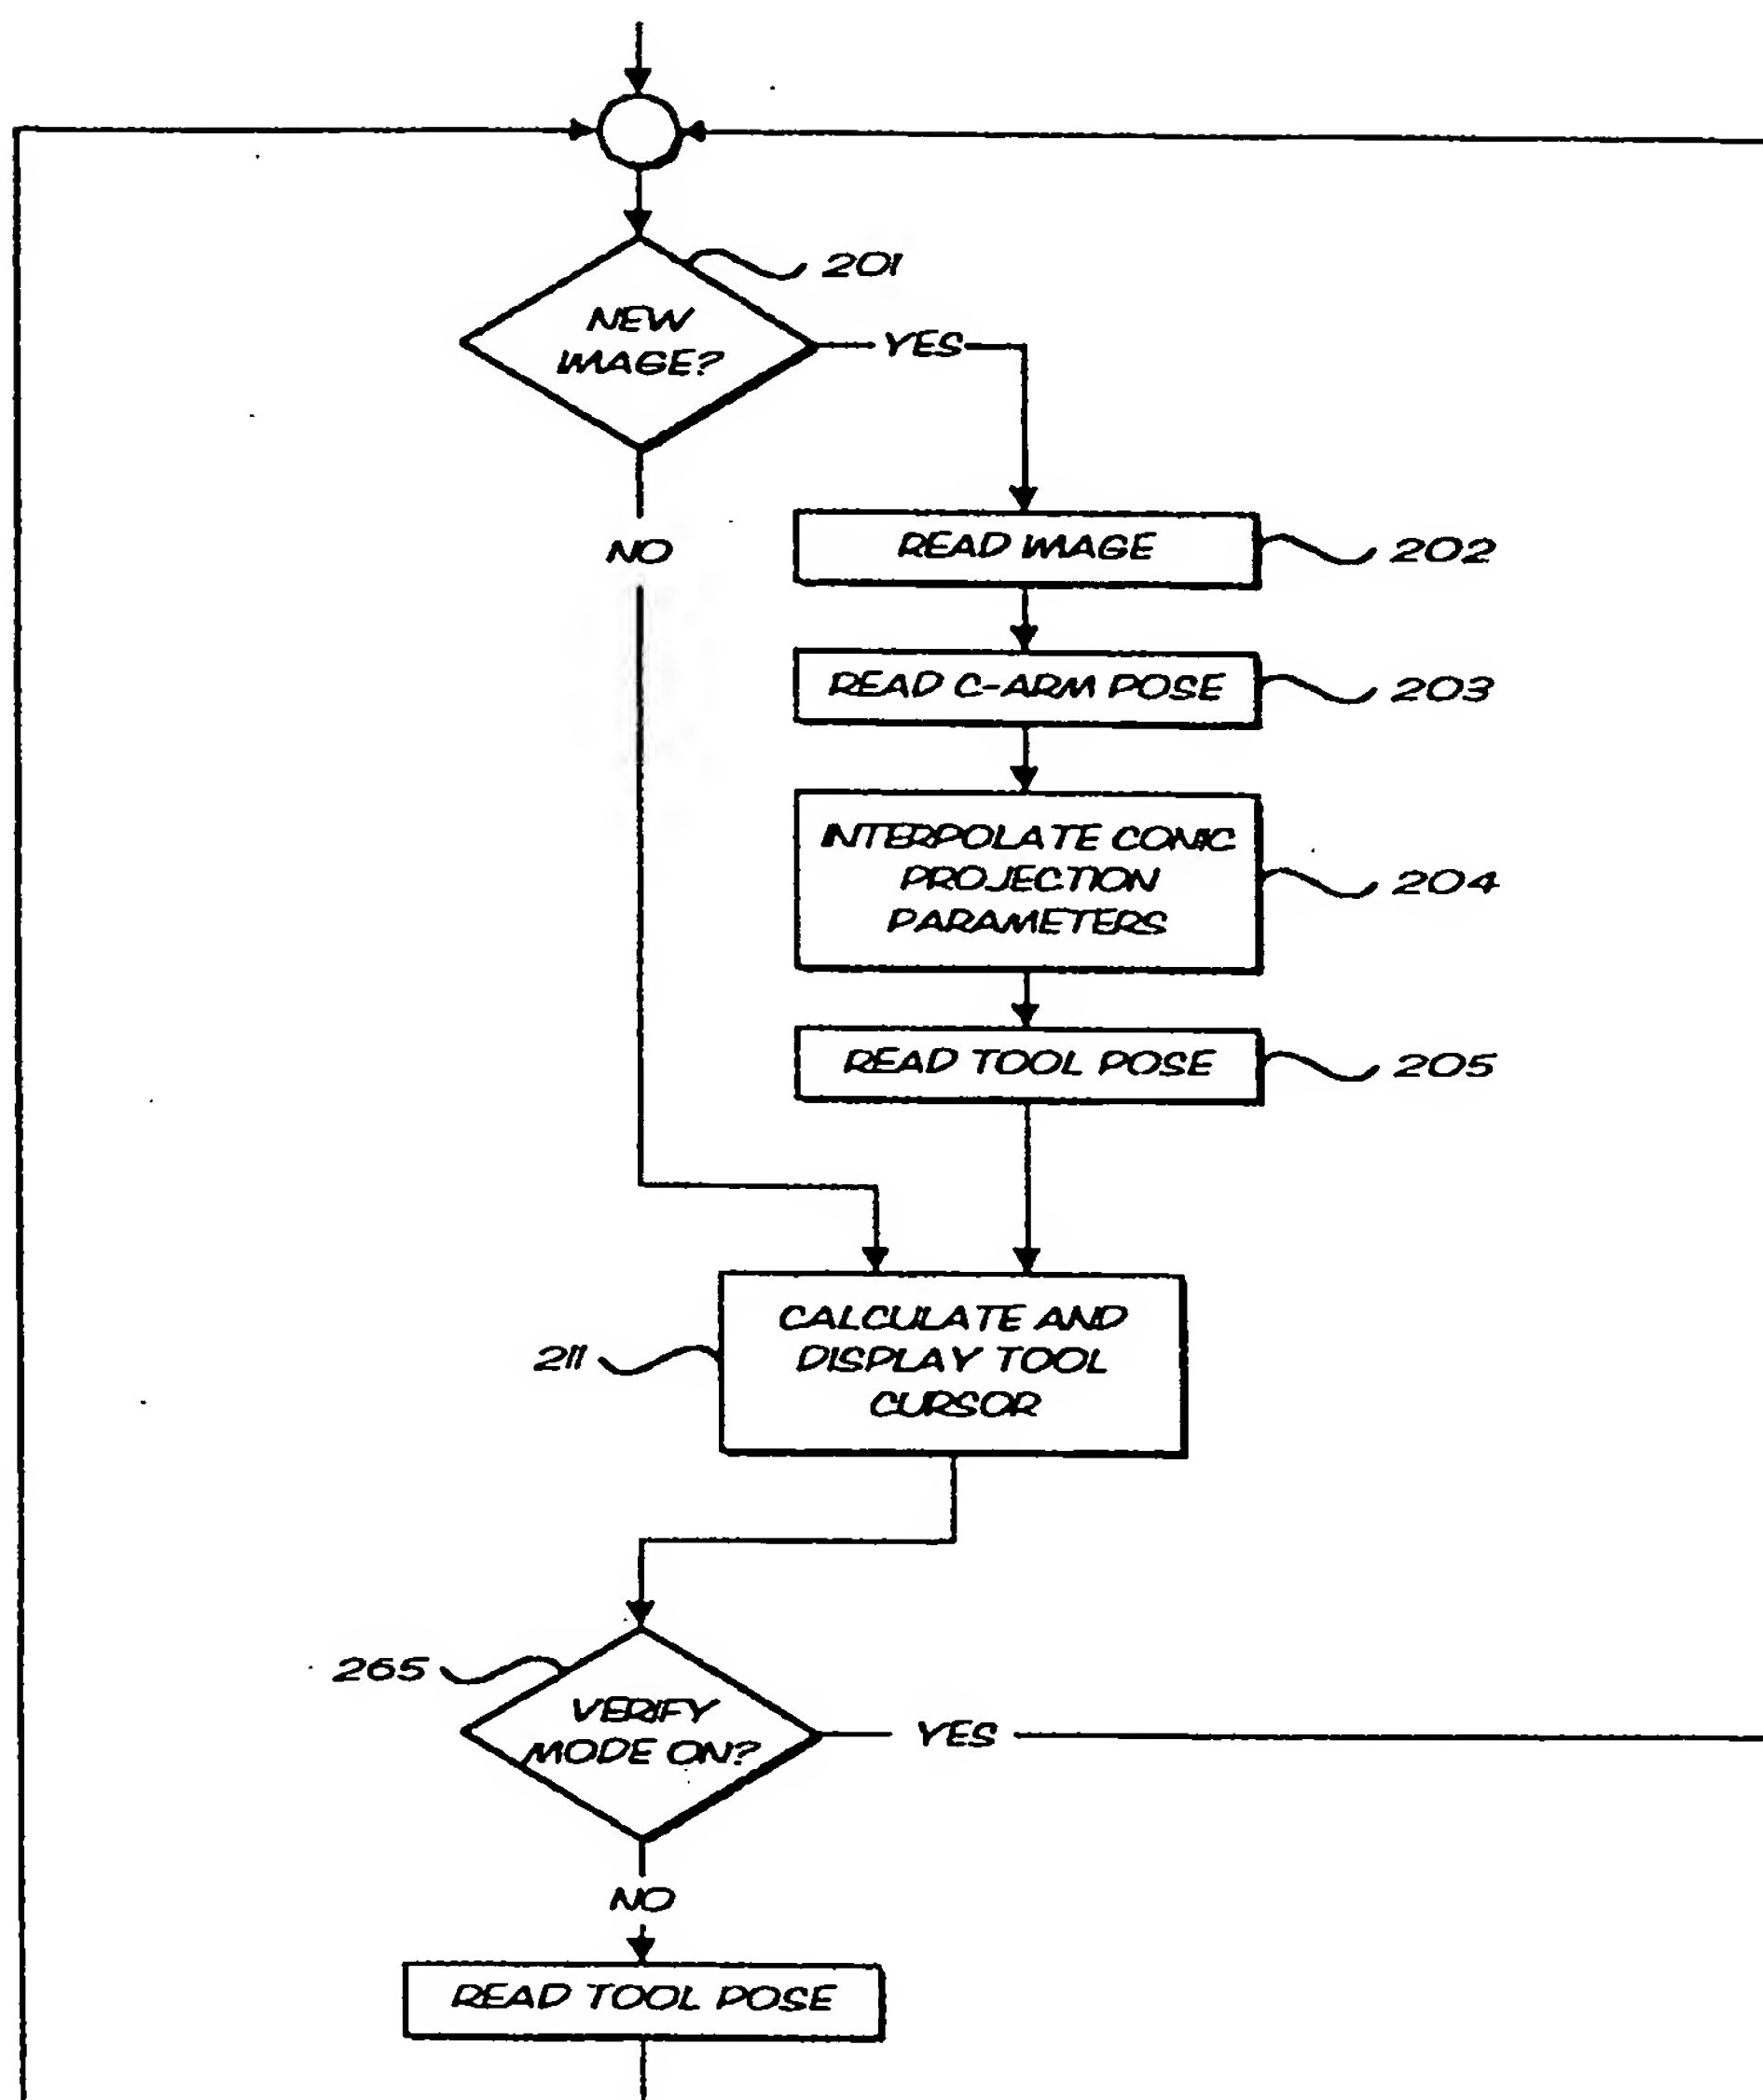 201
NEW
IMAGE?
YES
NO
READ IMAGE
202
READ C-ARM POSE
203
INTERPOLATE CONIC
PROJECTION
PARAMETERS
204
READ TOOL POSE
205
CALCULATE AND
DISPLAY TOOL
CURSOR
211
265
VERIFY
MODE ON?
YES
NO
READ TOOL POSE